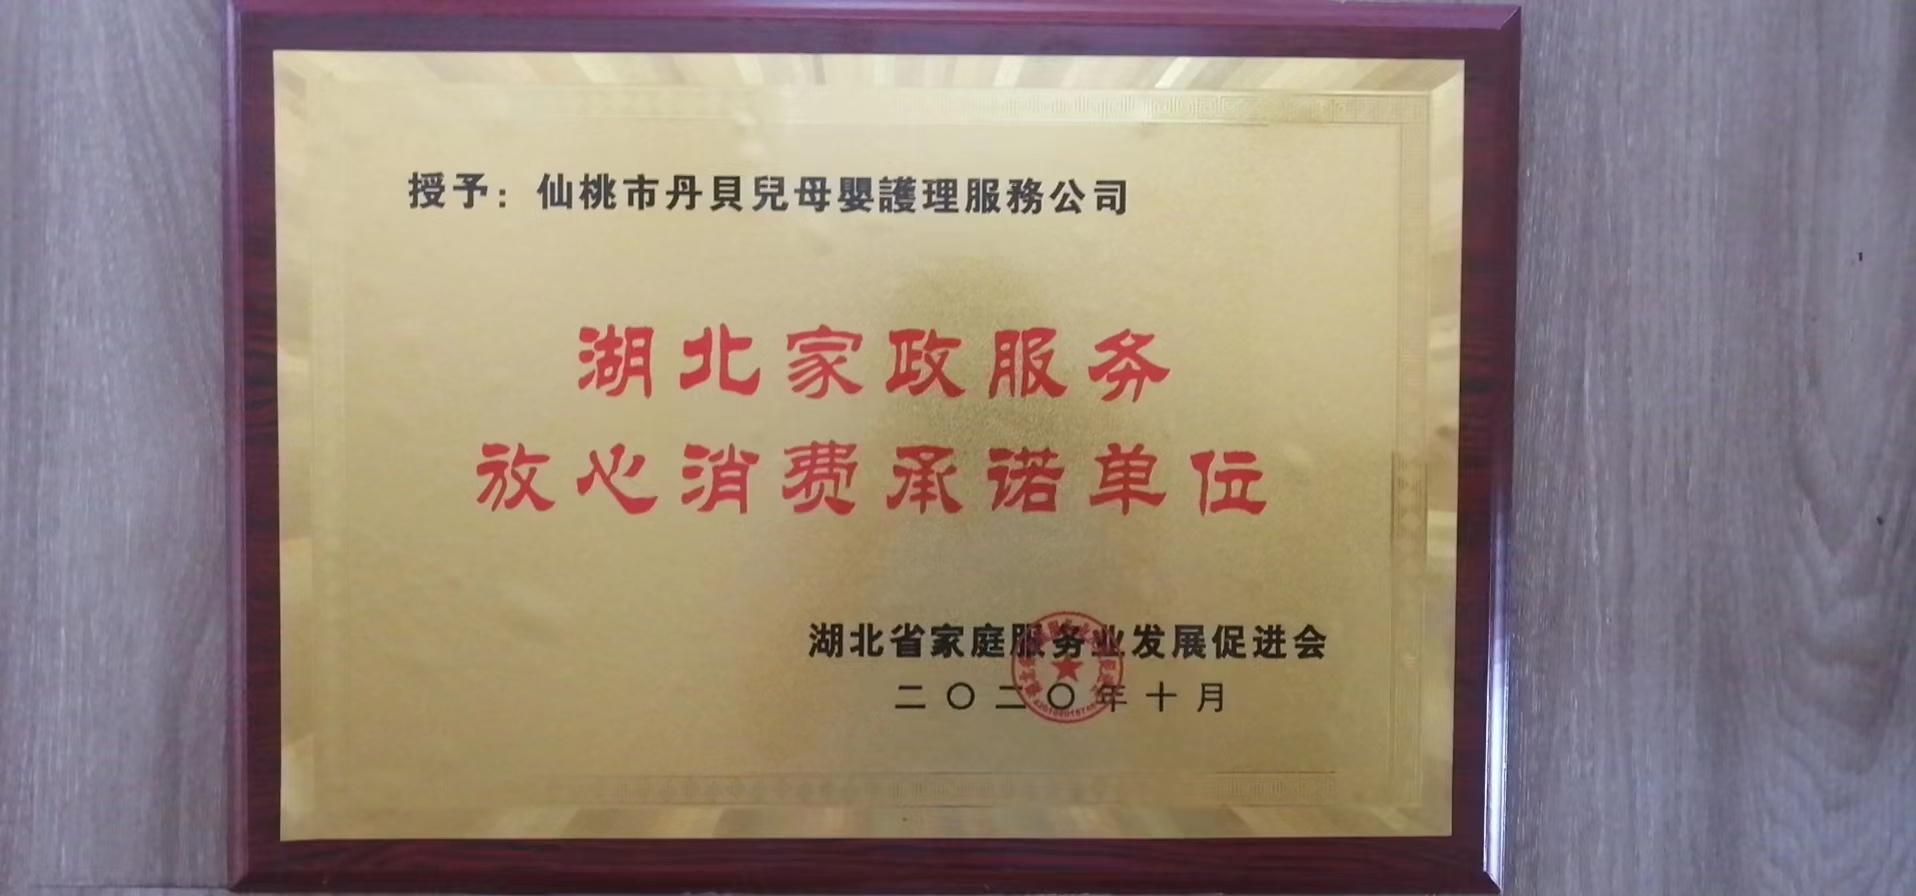 授予：仙桃市丹貝兒母嬰護理服務公司
湖北家政服务
放心消费承诺单位
湖北省家庭服务业发展促进会
二〇二〇年十月